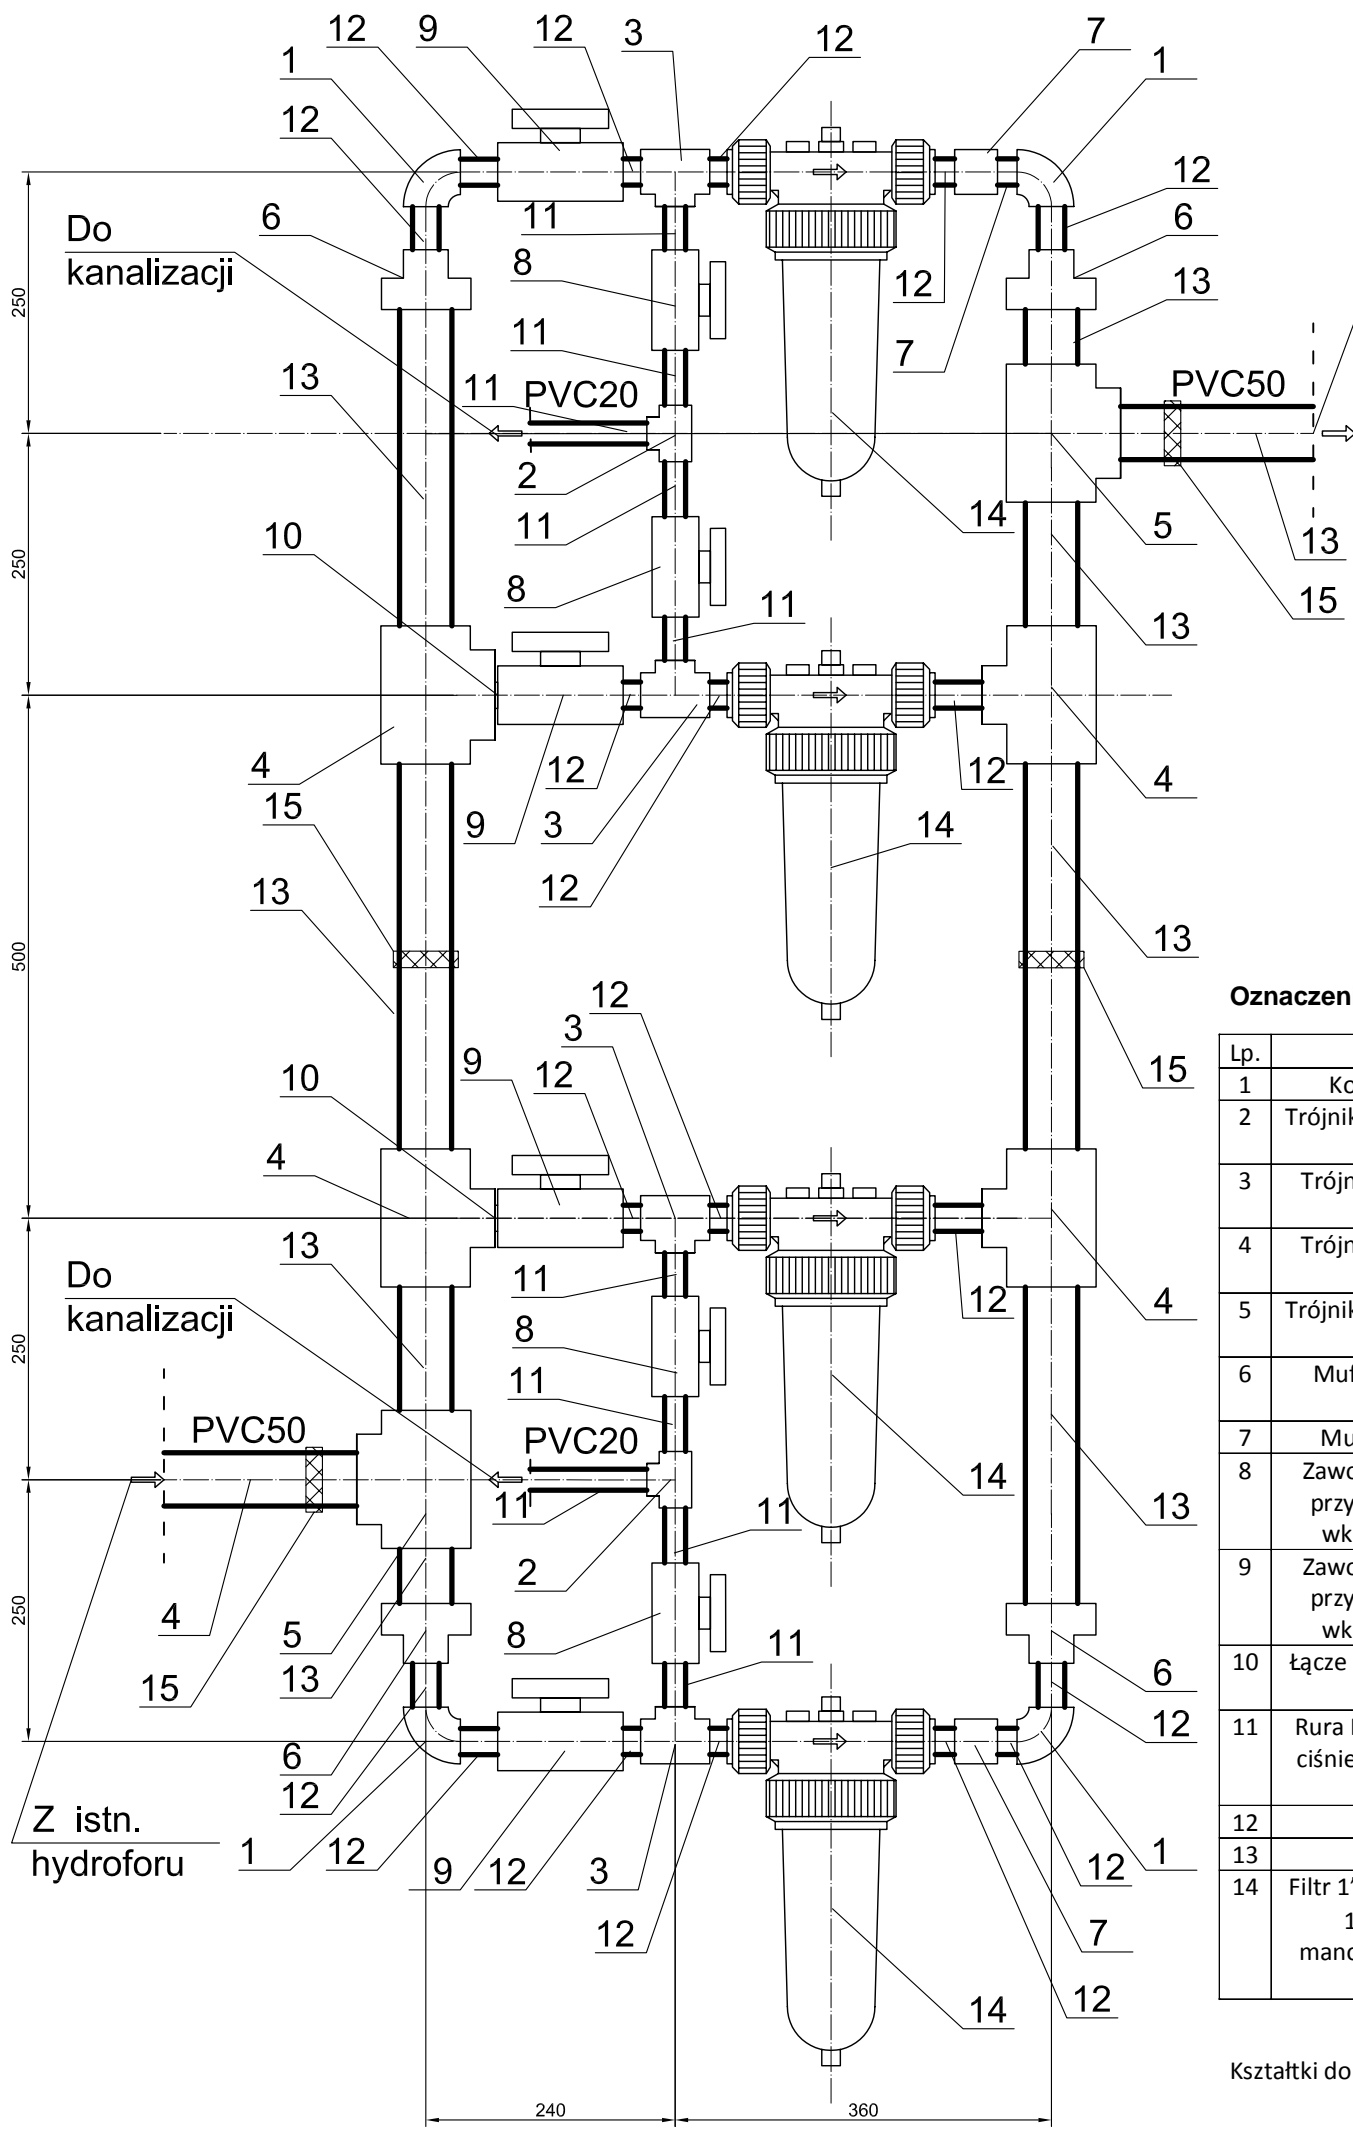 12 9 12 3 12 7
1 1
12
12
6 11 6
Do
kanalizacji
8 13
12
250
11 7
13 11 PVC20 PVC50
2
11 14 5 13
10
250
8 11 15
13
4 12 12 4
15 9 3 14
13 12
13
500
12
3
9 12 15
10
4
13 11 12 4
Do
kanalizacji
8
250
11
PVC50 PVC20
14
11 11 13
2
4 5 8
250
15 13 11 6
12
6
12
Z istn.
hydroforu
1 12 9 12 3 12 1
12 7
14 12
240 360
Oznaczen
Lp.
1 Ko
2 Trójnik
3 Trójn
4 Trójn
5 Trójnik
6 Muf
7 Mu
8 Zawo
przy
wk
9 Zawo
przy
wk
10 Łącze
11 Rura
ciśnie
12
13
14 Filtr 1"
1
mano
Kształtki do